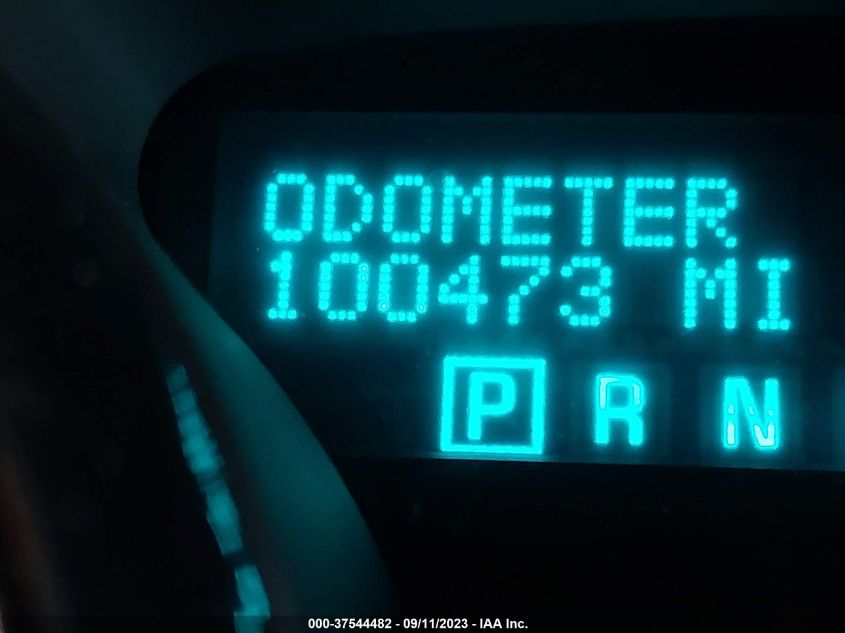 ODOMETER
100473 MI
P R N
000-37544482 - 09/11/2023 - IAA Inc.